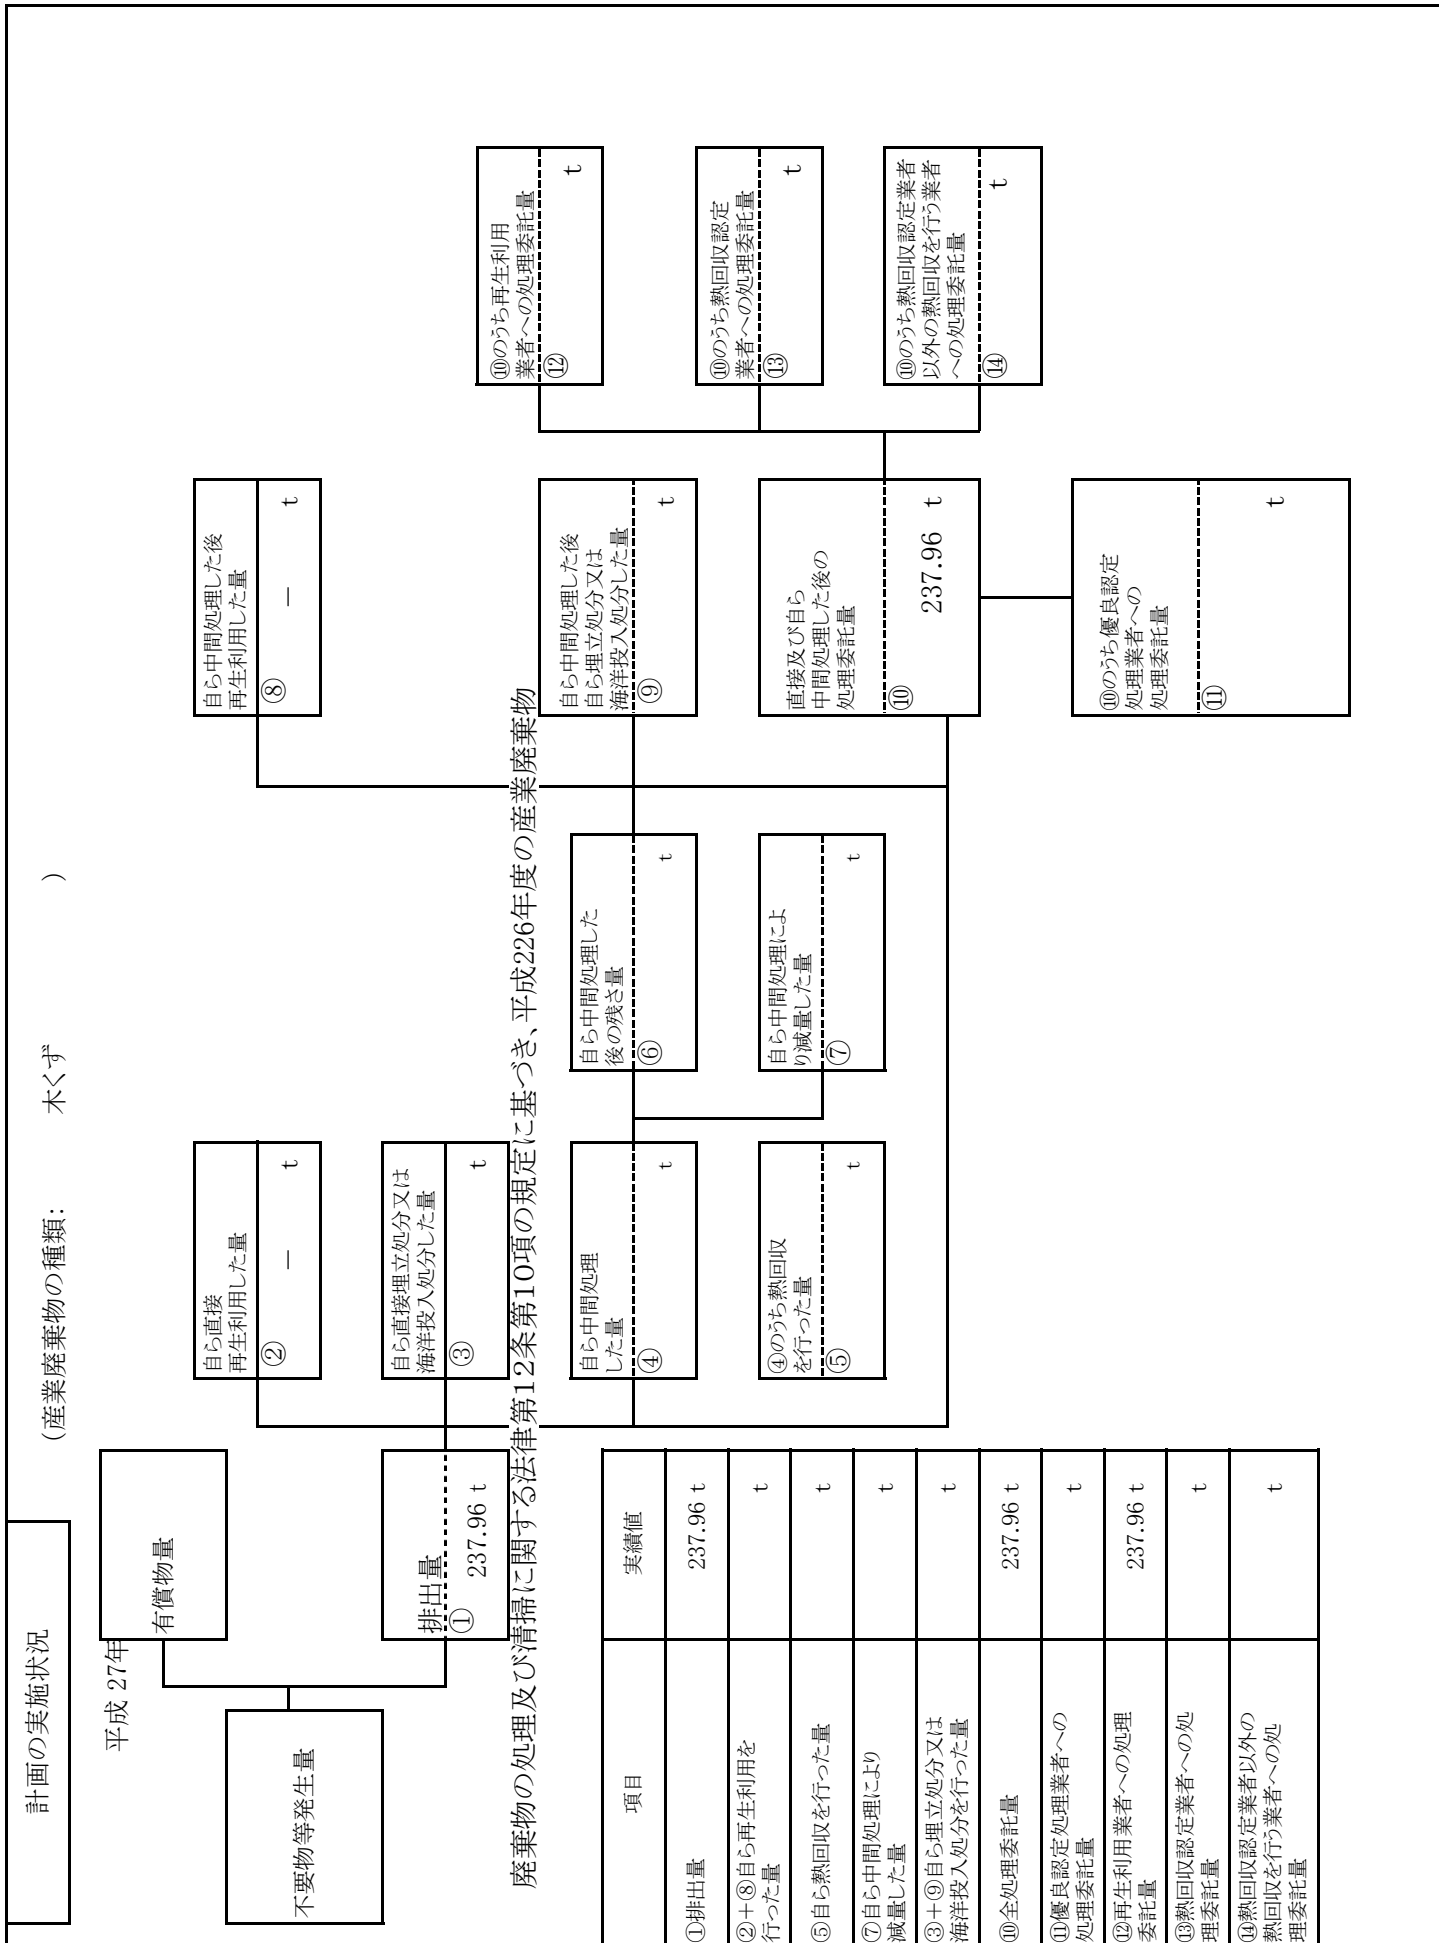 計画の実施状況
(産業廃棄物の種類:　　木くず　　)
平成 27年
有償物量
不要物等発生量
排出量
① 237.96 t
自ら直接
再生利用した量
② － t
自ら直接埋立処分又は
海洋投入処分した量
③ t
廃棄物の処理及び清掃に関する法律第12条第10項の規定に基づき、平成226年度の産業廃棄物
自ら中間処理
した量
④ t
④のうち熱回収
を行った量
⑤ t
自ら中間処理した
後の残さ量
⑥ t
自ら中間処理によ
り減量した量
⑦ t
自ら中間処理した後
再生利用した量
⑧ － t
自ら中間処理した後
自ら埋立処分又は
海洋投入処分した量
⑨ t
直接及び自ら
中間処理した後の
処理委託量
⑩ 237.96 t
⑩のうち優良認定
処理業者への
処理委託量
⑪ t
⑩のうち再生利用
業者への処理委託量
⑫ t
⑩のうち熱回収認定
業者への処理委託量
⑬ t
⑩のうち熱回収認定業者
以外の熱回収を行う業者
への処理委託量
⑭ t
項目 実績値
①排出量 237.96 t
②+⑧自ら再生利用を
行った量 t
⑤自ら熱回収を行った量 t
⑦自ら中間処理により
減量した量 t
③+⑨自ら埋立処分又は
海洋投入処分を行った量 t
⑩全処理委託量 237.96 t
⑪優良認定処理業者への
処理委託量 t
⑫再生利用業者への処理
委託量 237.96 t
⑬熱回収認定業者への処
理委託量 t
⑭熱回収認定業者以外の
熱回収を行う業者への処
理委託量 t